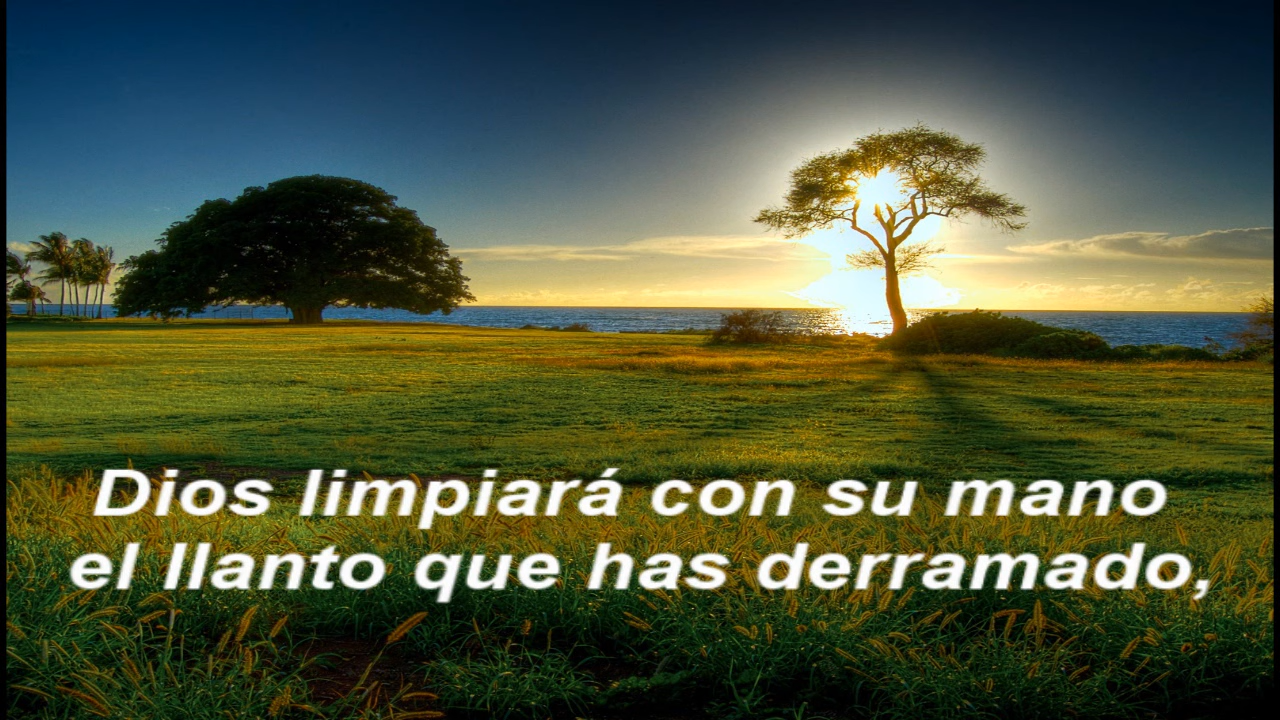 Dios limpiará con su mano
el llanto que has derramado,